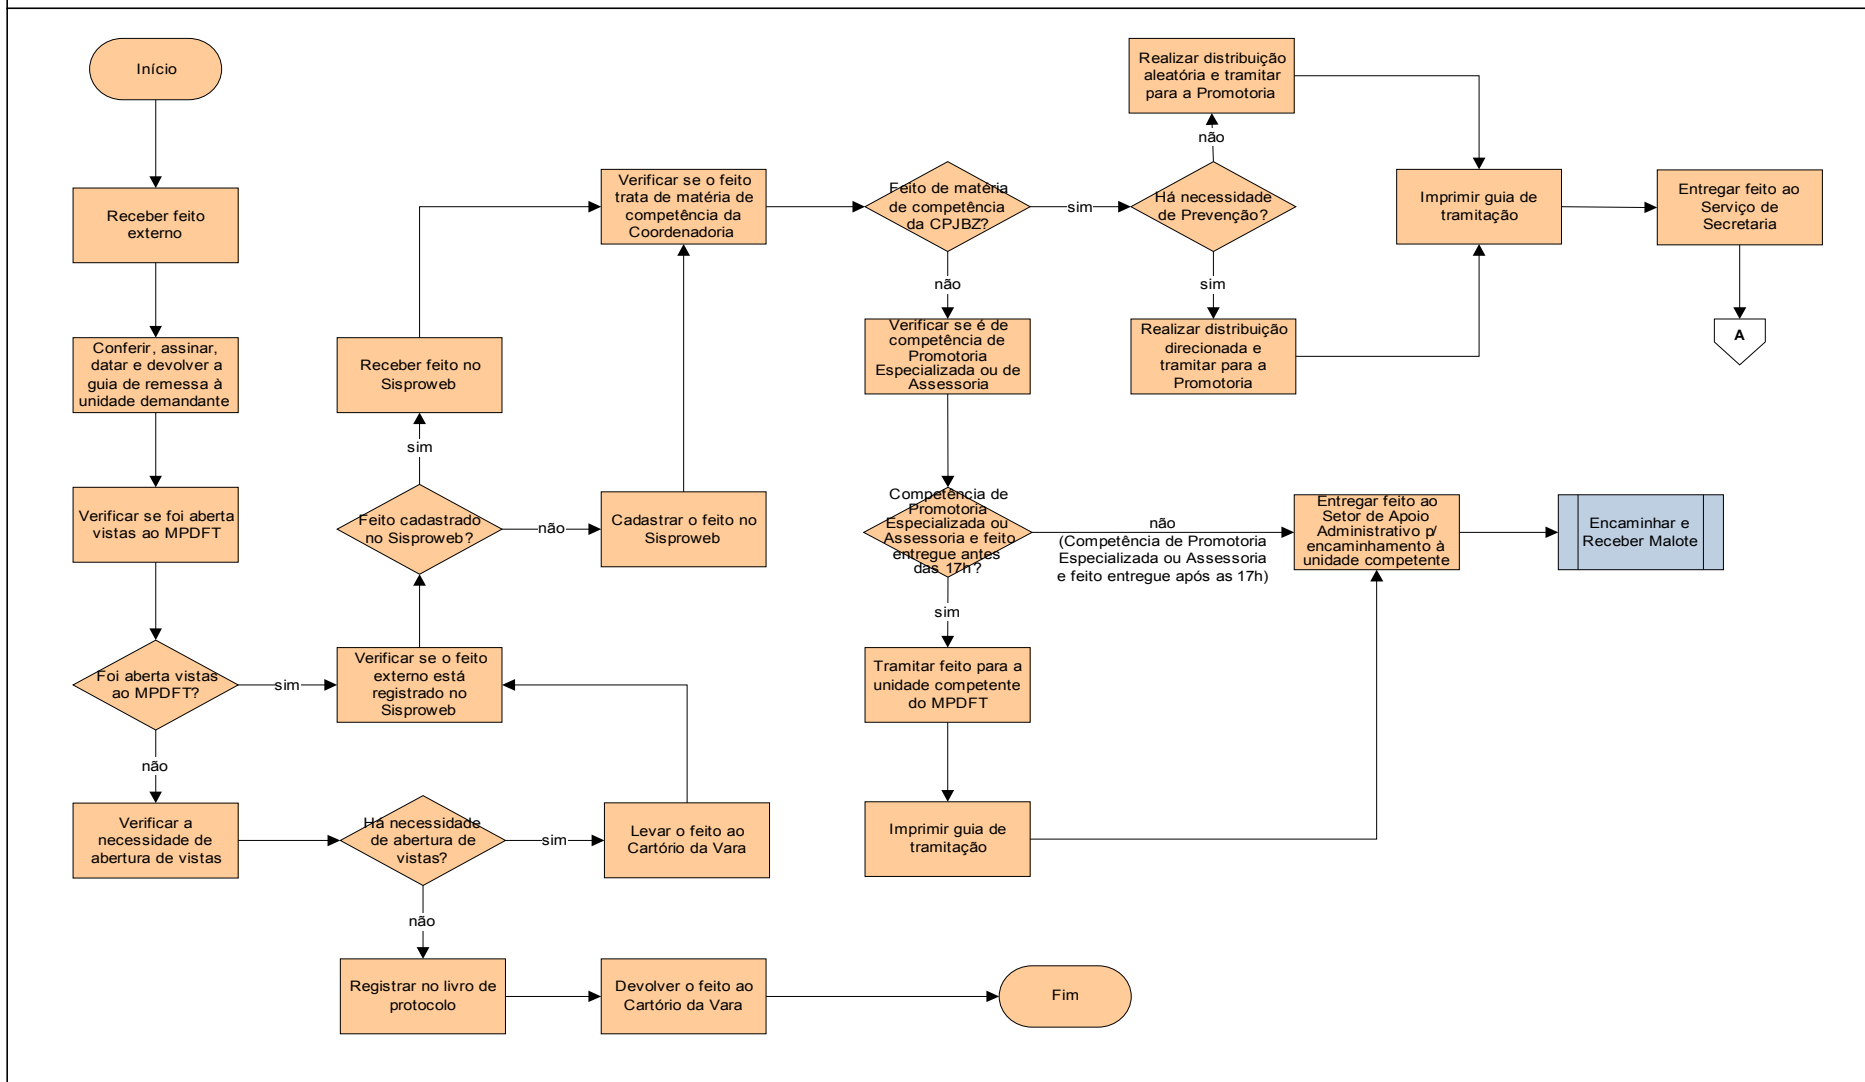 Início
Receber feito
externo
Conferir, assinar,
datar e devolver a
guia de remessa à
unidade demandante
Verificar se foi aberta
vistas ao MPDFT
Foi aberta vistas
ao MPDFT?
sim
não
Verificar a
necessidade de
abertura de vistas
Há necessidade
de abertura de
vistas?
sim
não
Levar o feito ao
Cartório da Vara
Registrar no livro de
protocolo
Devolver o feito ao
Cartório da Vara
Fim
Verificar se o feito
externo está
registrado no
Sisproweb
Feito cadastrado
no Sisproweb?
sim
não
Receber feito no
Sisproweb
Cadastrar o feito no
Sisproweb
Verificar se o feito
trata de matéria de
competência da
Coordenadoria
Feito de matéria
de competência
da CPJBZ?
sim
não
Há necessidade
de Prevenção?
não
sim
Realizar distribuição
aleatória e tramitar
para a Promotoria
Realizar distribuição
direcionada e
tramitar para a
Promotoria
Imprimir guia de
tramitação
Entregar feito ao
Serviço de
Secretaria
A
Verificar se é de
competência de
Promotoria
Especializada ou de
Assessoria
Competência de
Promotoria
Especializada ou
Assessoria e feito
entregue antes
das 17h?
não
(Competência de Promotoria
Especializada ou Assessoria
e feito entregue após as 17h)
sim
Entregar feito ao
Setor de Apoio
Administrativo p/
encaminhamento à
unidade competente
Encaminhar e
Receber Malote
Tramitar feito para a
unidade competente
do MPDFT
Imprimir guia de
tramitação